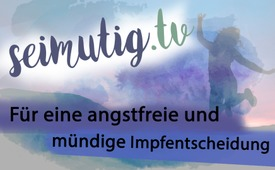 seimutig.tv
Für eine angstfreie und
mündige Impfentscheidung